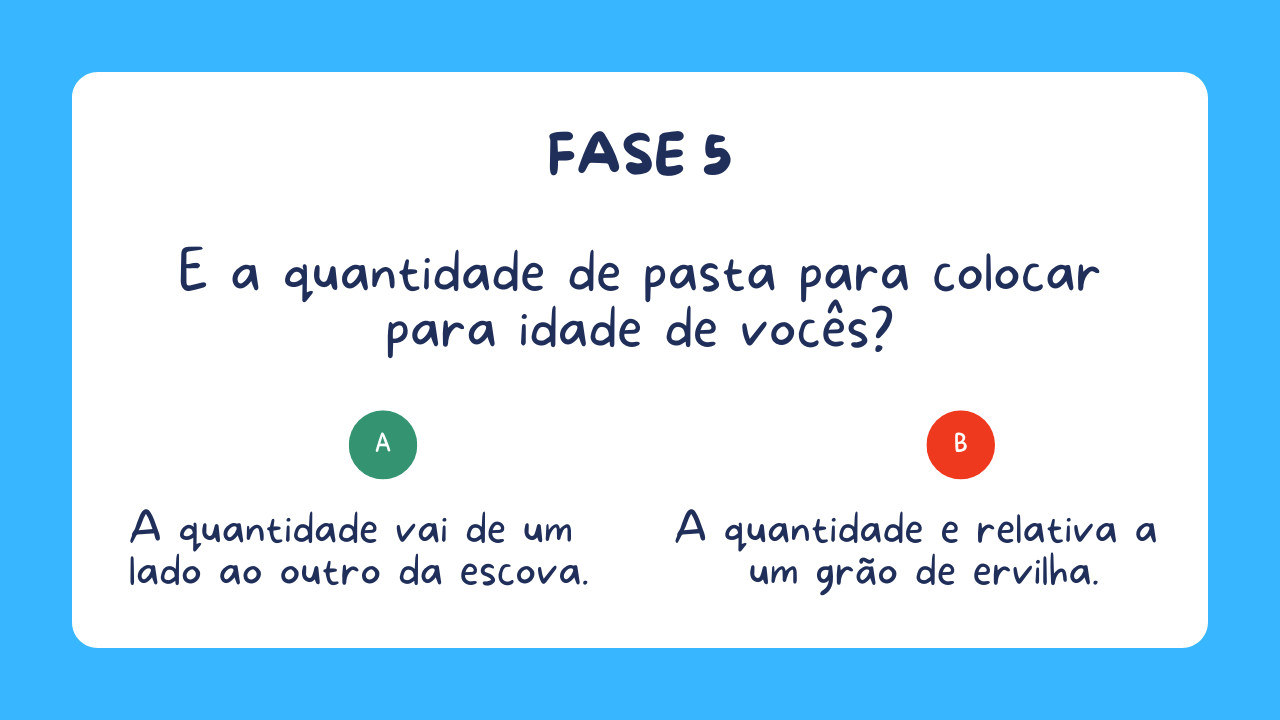 FASE 5
E a quantidade de pasta para colocar
para idade de vocês?
A
B
A quantidade vai de um
lado ao outro da escova.
A quantidade e relativa a
um grão de ervilha.